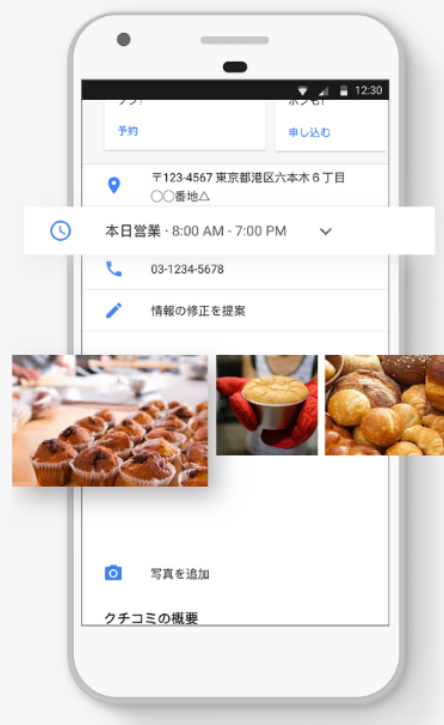 12:30
予約
申し込む
〒123-4567 東京都港区六本木6丁目
〇〇番地△
本日営業 · 8:00 AM - 7:00 PM
03-1234-5678
情報の修正を提案
写真を追加
クチコミの概要